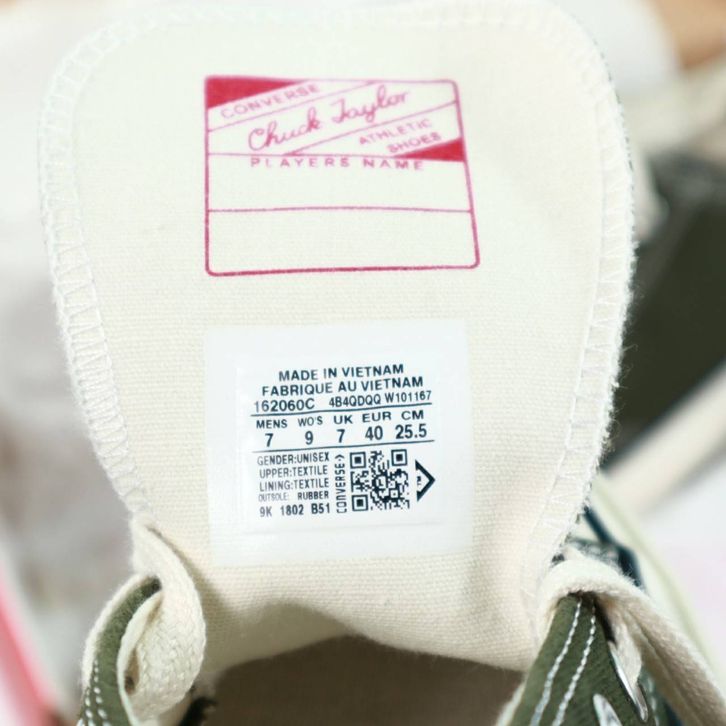 CONVERSE
Chuck Taylor
ATHLETIC
SHOES
PLAYERS NAME
MADE IN VIETNAM
FABRIQUE AU VIETNAM
162060C 4B4QDQQ W101167
MENS WO'S UK EUR CM
7 9 7 40 25.5
GENDER:UNISEX
UPPER:TEXTILE
LINING:TEXTILE
OUTSOLE: RUBBER
9K 1802 B51
CONVERSE